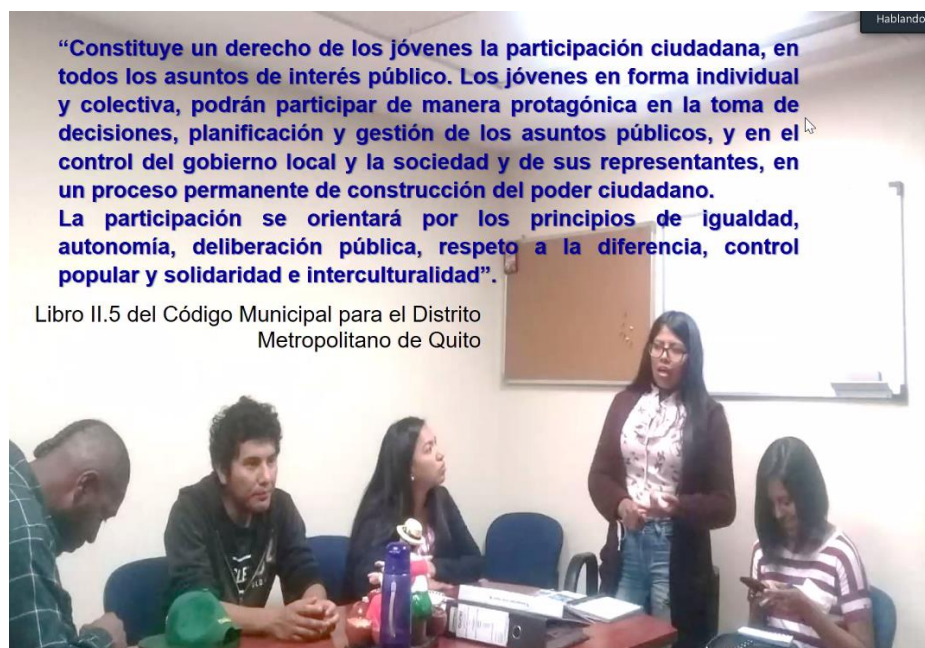 Hablando
“Constituye un derecho de los jóvenes la participación ciudadana, en
todos los asuntos de interés público. Los jóvenes en forma individual
y colectiva, podrán participar de manera protagónica en la toma de
decisiones, planificación y gestión de los asuntos públicos, y en el
control del gobierno local y la sociedad y de sus representantes, en
un proceso permanente de construcción del poder ciudadano.
La participación se orientará por los principios de igualdad,
autonomía, deliberación pública, respeto a la diferencia, control
popular y solidaridad e interculturalidad”.
Libro II.5 del Código Municipal para el Distrito
Metropolitano de Quito